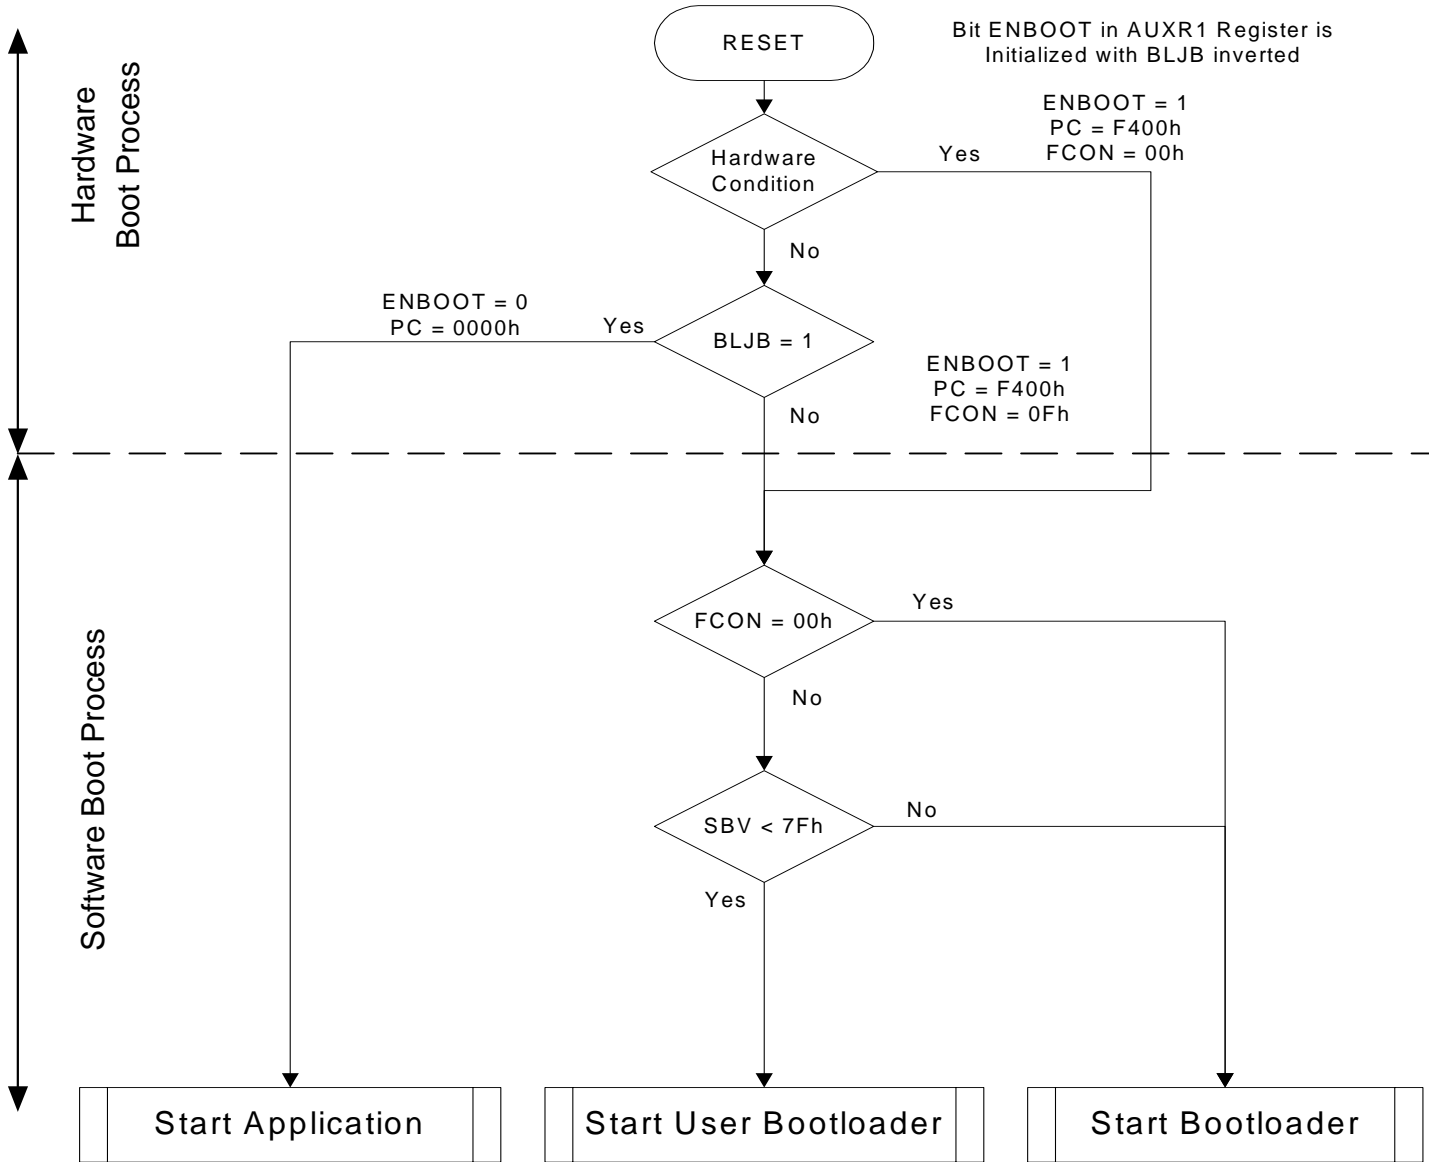 RESET
Bit ENBOOT in AUXR1 Register is
Initialized with BLJB inverted
Hardware
Boot Process
ENBOOT = 1
PC = F400h
FCON = 00h
Hardware
Condition
Yes
No
ENBOOT = 0
PC = 0000h
Yes
BLJB = 1
ENBOOT = 1
PC = F400h
FCON = 0Fh
No
Software Boot Process
FCON = 00h
Yes
No
SBV < 7Fh
No
Yes
Start Application
Start User Bootloader
Start Bootloader